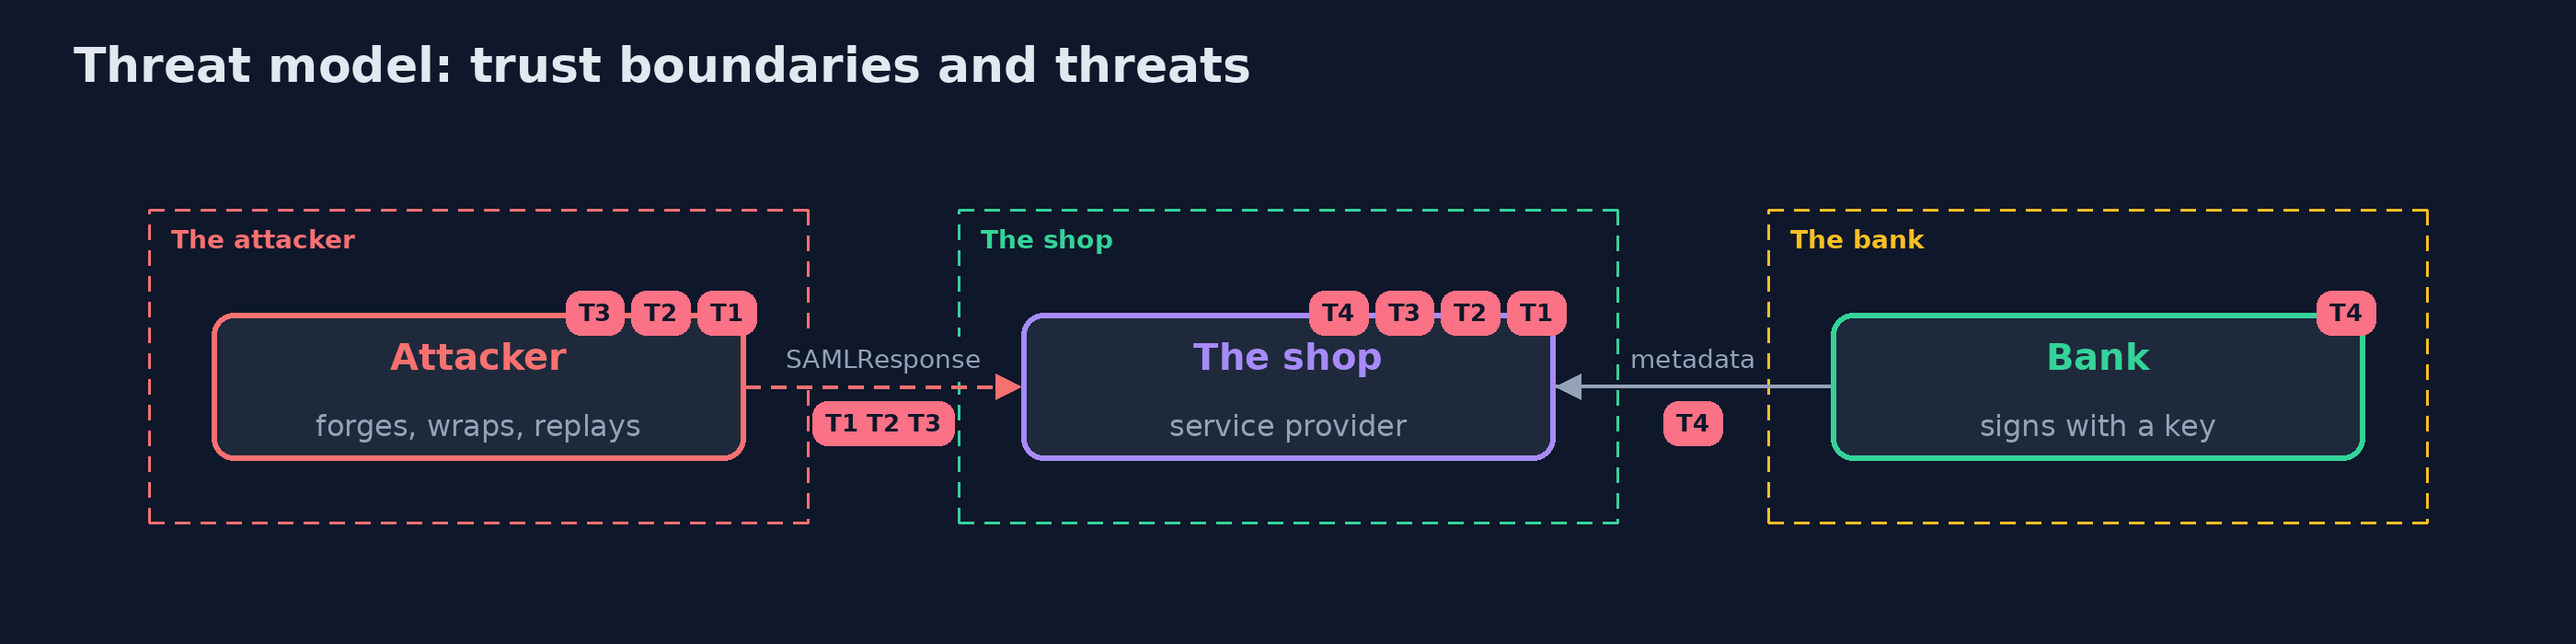 Threat model: trust boundaries and threats
The attacker
T3 T2 T1
Attacker
forges, wraps, replays
SAMLResponse
T1 T2 T3
The shop
T4 T3 T2 T1
The shop
service provider
metadata
T4
The bank
T4
Bank
signs with a key